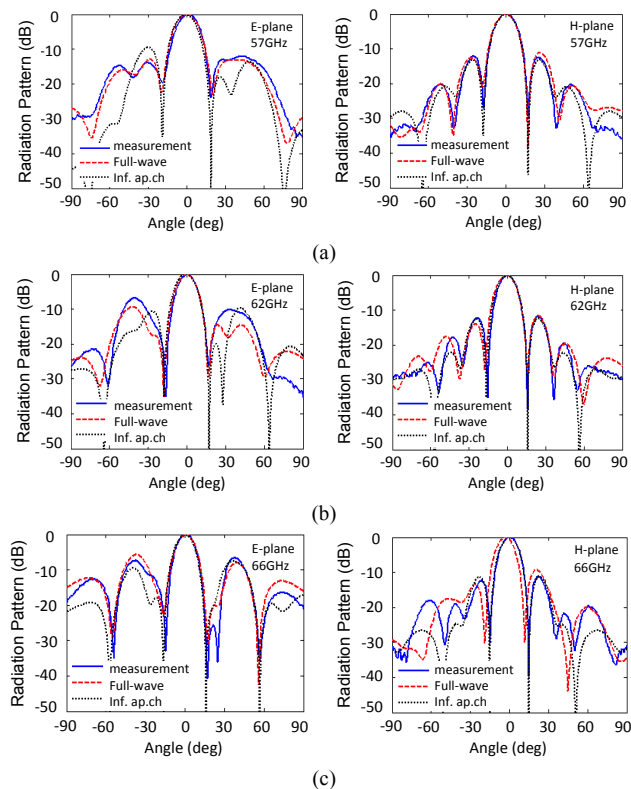 0
-10
-20
-30
-40
-50
-90 -60 -30 0 30 60 90
Radiation Pattern (dB)
Angle (deg)
E-plane
57GHz
measurement
Full-wave
Inf. ap.ch
0
-10
-20
-30
-40
-50
-90 -60 -30 0 30 60 90
Radiation Pattern (dB)
Angle (deg)
H-plane
57GHz
measurement
Full-wave
Inf. ap.ch
(a)
0
-10
-20
-30
-40
-50
-90 -60 -30 0 30 60 90
Radiation Pattern (dB)
Angle (deg)
E-plane
62GHz
measurement
Full-wave
Inf. ap.ch
0
-10
-20
-30
-40
-50
-90 -60 -30 0 30 60 90
Radiation Pattern (dB)
Angle (deg)
H-plane
62GHz
measurement
Full-wave
Inf. ap.ch
(b)
0
-10
-20
-30
-40
-50
-90 -60 -30 0 30 60 90
Radiation Pattern (dB)
Angle (deg)
E-plane
66GHz
measurement
Full-wave
Inf. ap.ch
0
-10
-20
-30
-40
-50
-90 -60 -30 0 30 60 90
Radiation Pattern (dB)
Angle (deg)
H-plane
66GHz
measurement
Full-wave
Inf. ap.ch
(c)